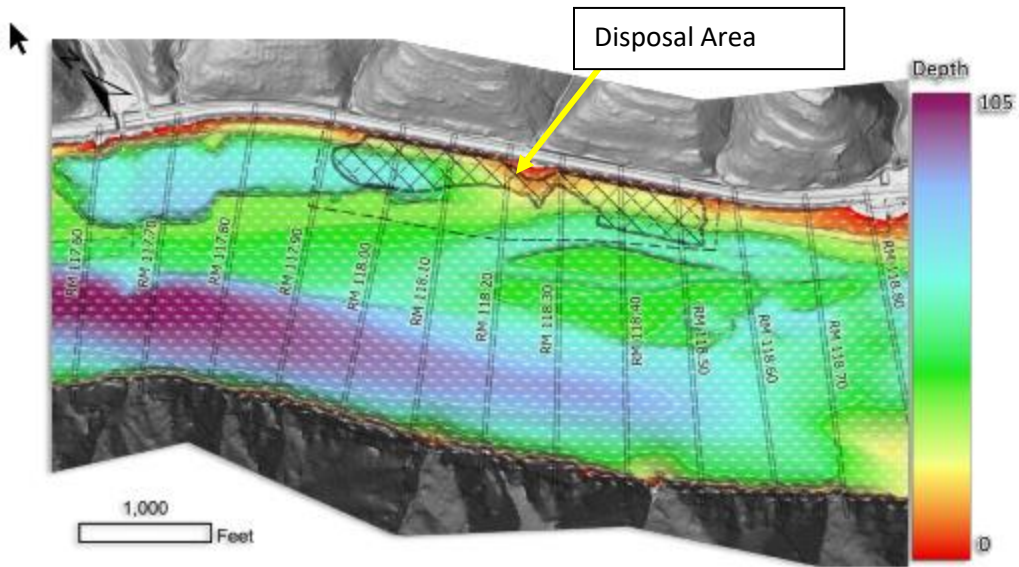 Disposal Area
Depth
105
0
N
RM 117.60
RM 117.70
RM 117.80
RM 117.90
RM 118.00
RM 118.10
RM 118.20
RM 118.30
RM 118.40
RM 118.50
RM 118.60
RM 118.70
RM 118.80
1,000
Feet